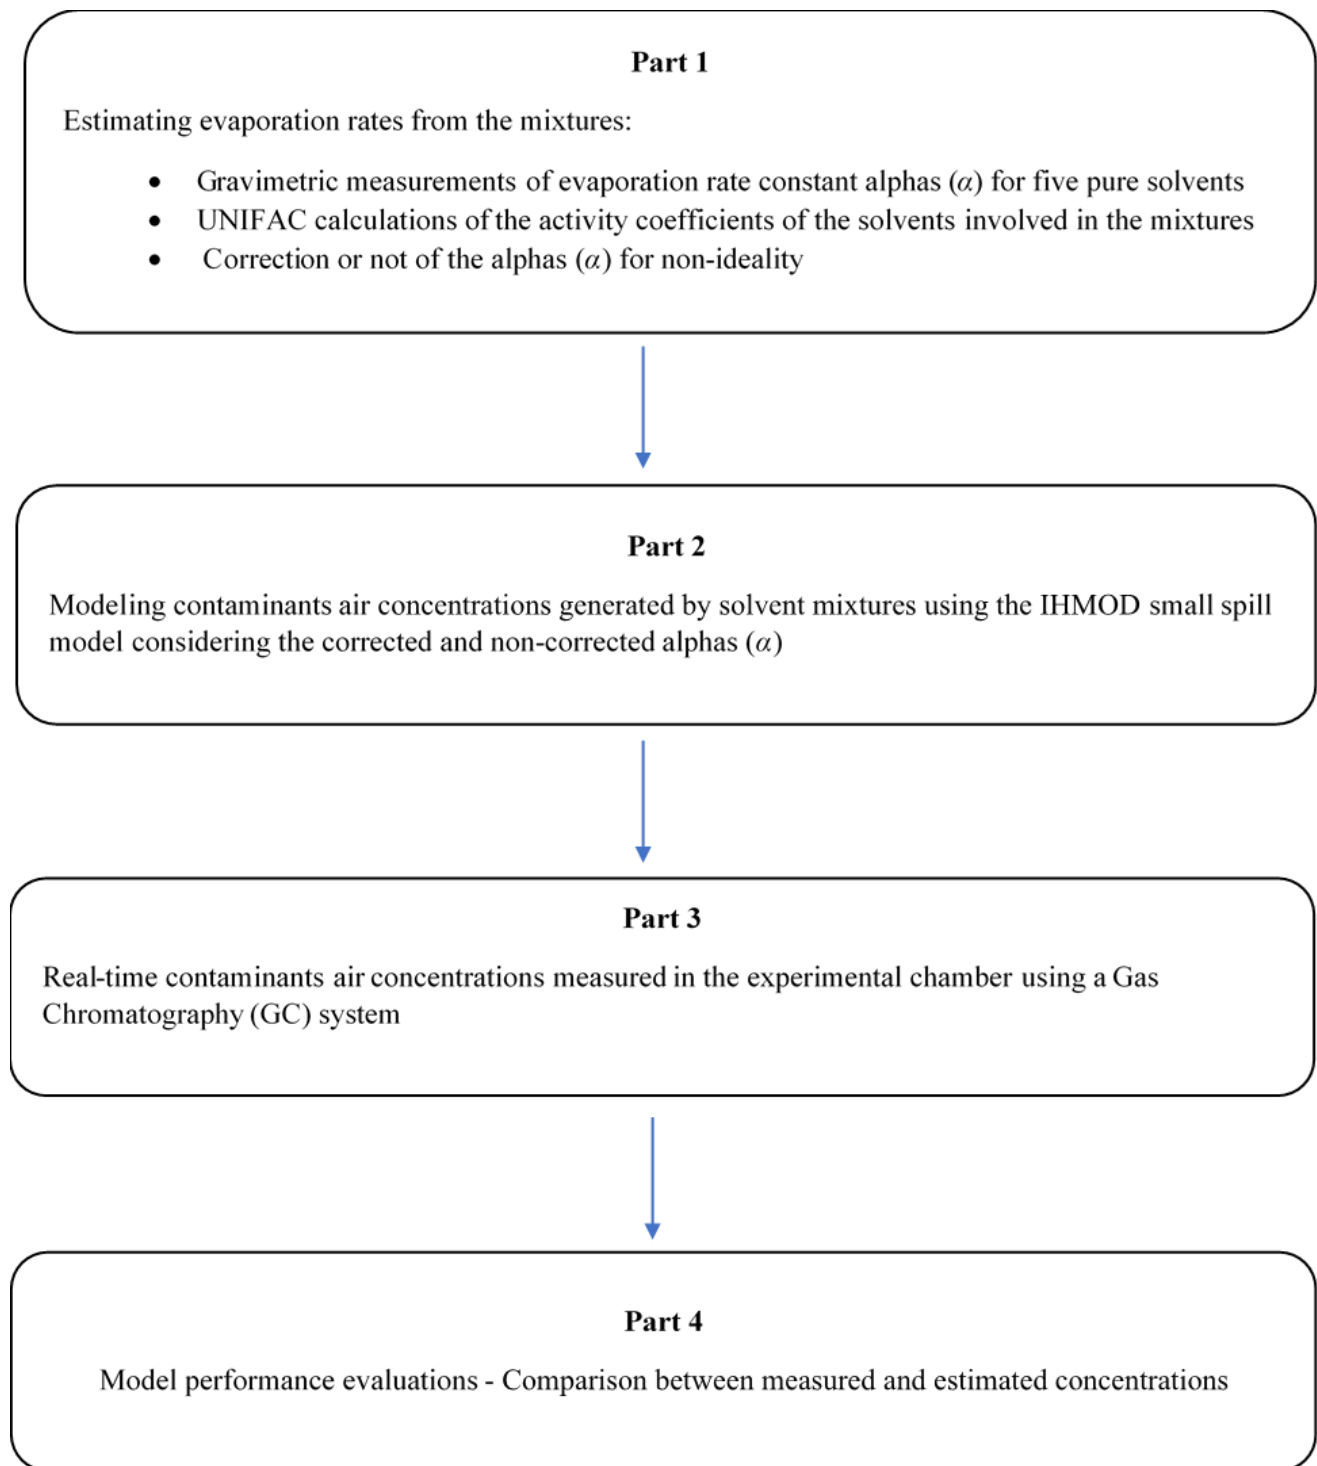 Part 1
Estimating evaporation rates from the mixtures:
• Gravimetric measurements of evaporation rate constant alphas (α) for five pure solvents
• UNIFAC calculations of the activity coefficients of the solvents involved in the mixtures
• Correction or not of the alphas (α) for non-ideality
Part 2
Modeling contaminants air concentrations generated by solvent mixtures using the IHMOD small spill
model considering the corrected and non-corrected alphas (α)
Part 3
Real-time contaminants air concentrations measured in the experimental chamber using a Gas
Chromatography (GC) system
Part 4
Model performance evaluations - Comparison between measured and estimated concentrations